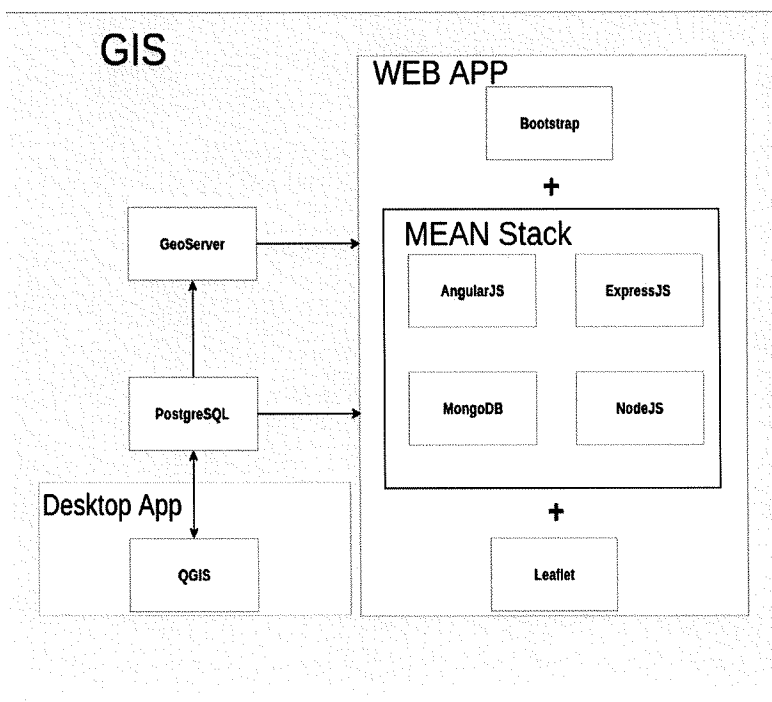 GIS
WEB APP
Bootstrap
+
MEAN Stack
GeoServer
AngularJS
ExpressJS
PostgreSQL
MongoDB
NodeJS
Desktop App
+
QGIS
Leaflet